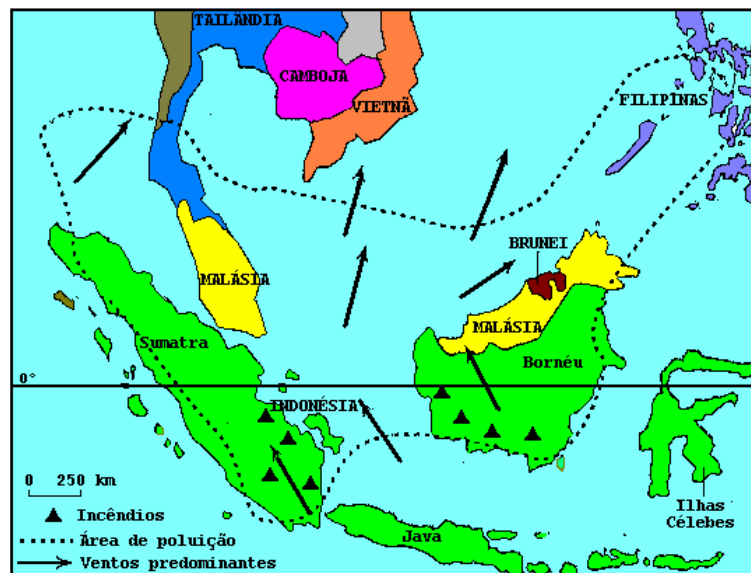 TAILÂNDIA
CAMBOJA
VIETNÃ
FILIPINAS
BRUNEI
MALÁSIA
MALÁSIA
Sumatra
Bornéu
0°
INDONÉSIA
0 250
km
Incêndios
Área de poluição
Ventos predominantes
Java
Ilhas
Célebes